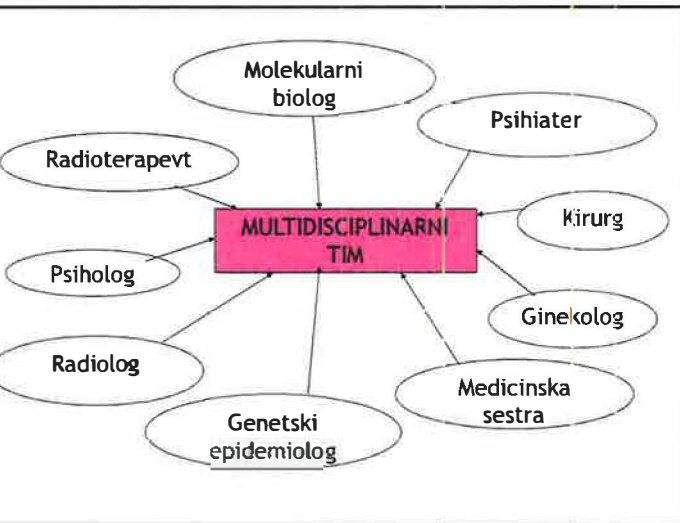 Molekularni
biolog
Psihiater
Radioterapevt
Kirurg
MULTIDISCIPLINARNI
TIM
Psiholog
Ginekolog
Radiolog
Medicinska
sestra
Genetski
epidemiolog